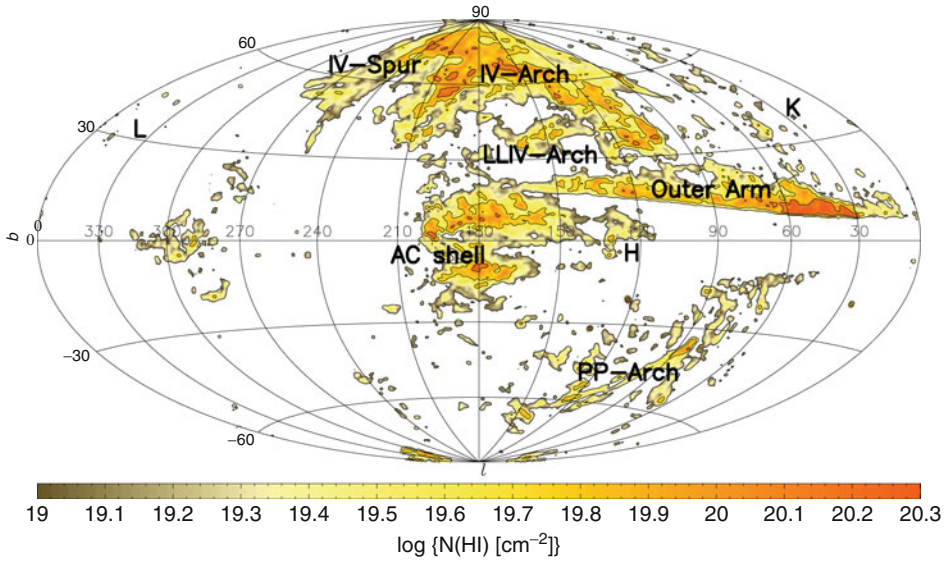 90
60
IV-Spur
IV-Arch
K
30
L
LLIV-Arch
Outer Arm
b
0
330
300
270
240
210
180
150
120
90
60
30
AC shell
H
−30
PP-Arch
−60
l
19 19.1 19.2 19.3 19.4 19.5 19.6 19.7 19.8 19.9 20 20.1 20.2 20.3
log {N(HI) [cm⁻²]}